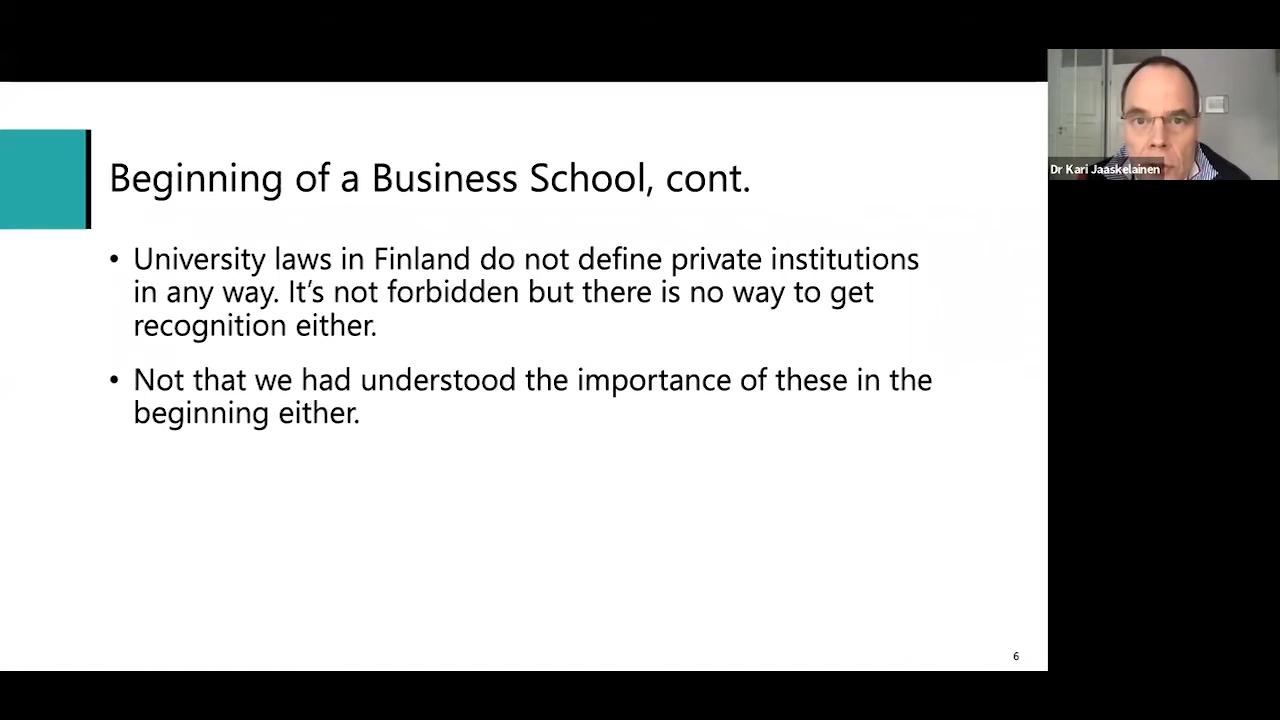 Beginning of a Business School, cont.
• University laws in Finland do not define private institutions
in any way. It’s not forbidden but there is no way to get
recognition either.
• Not that we had understood the importance of these in the
beginning either.
6
Dr Kari Jaaskelainen